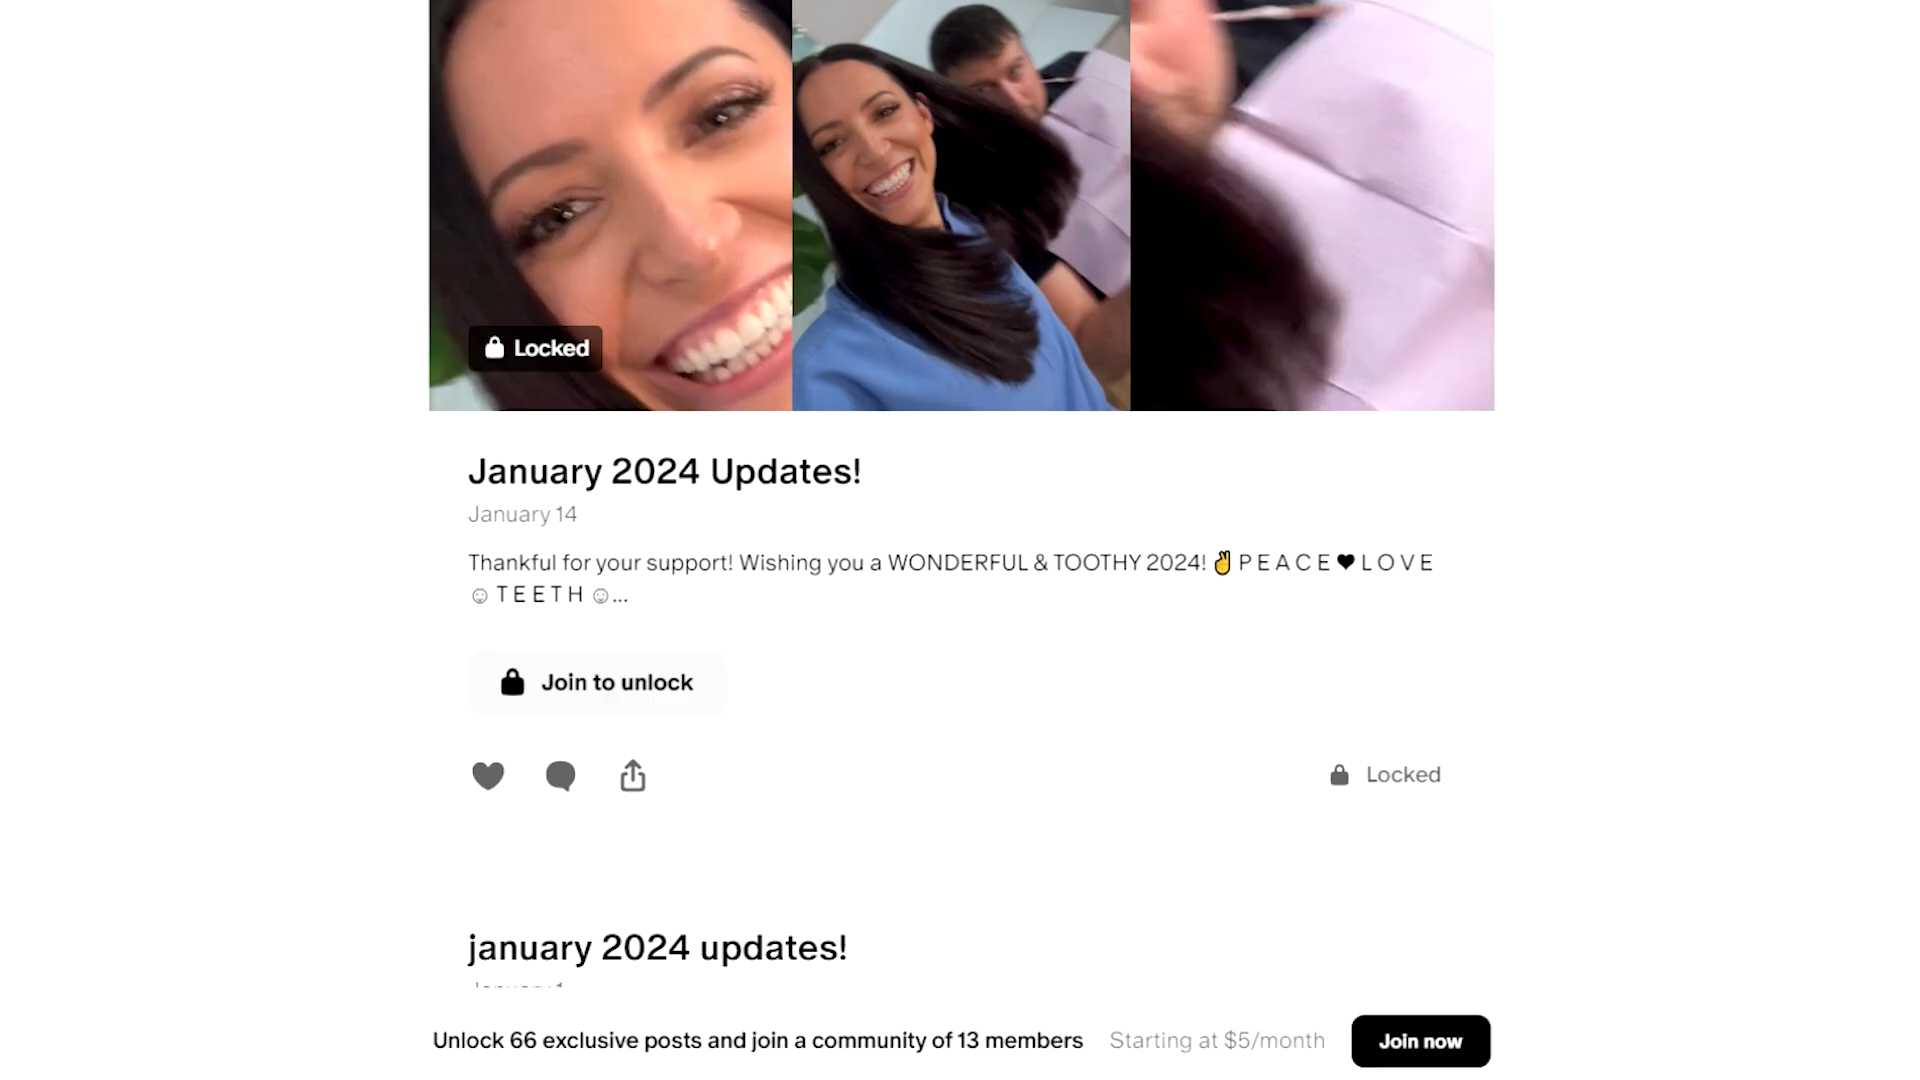 Locked
January 2024 Updates!
January 14
Thankful for your support! Wishing you a WONDERFUL & TOOTHY 2024! ✌️ P E A C E ♥ L O V E
☺ T E E T H ☺...
Join to unlock
Locked
january 2024 updates!
Unlock 66 exclusive posts and join a community of 13 members Starting at $5/month Join now